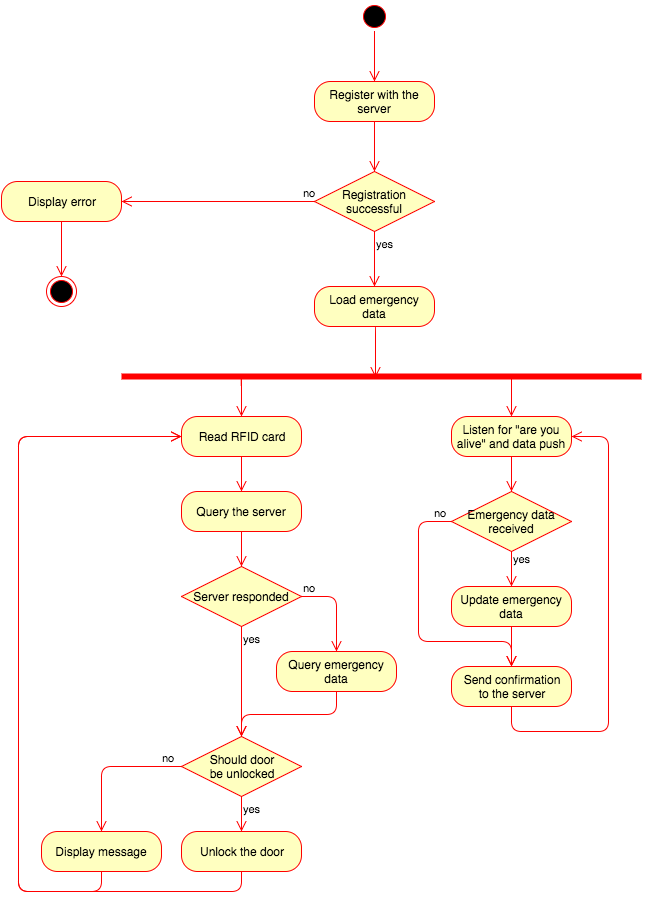 Register with the
server
no
Registration
successful
Display error
yes
Load emergency
data
Read RFID card
Listen for "are you
alive" and data push
Query the server
no
Emergency data
received
yes
Server responded
no
yes
Update emergency
data
Query emergency
data
Send confirmation
to the server
no
Should door
be unlocked
yes
Display message
Unlock the door